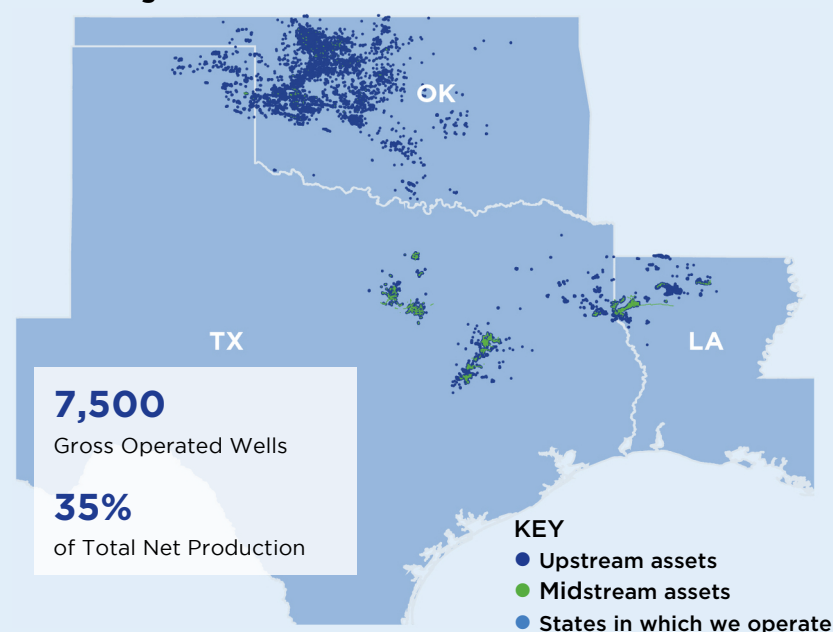 OK
TX
LA
7,500
Gross Operated Wells
35%
of Total Net Production
KEY
Upstream assets
Midstream assets
States in which we operate